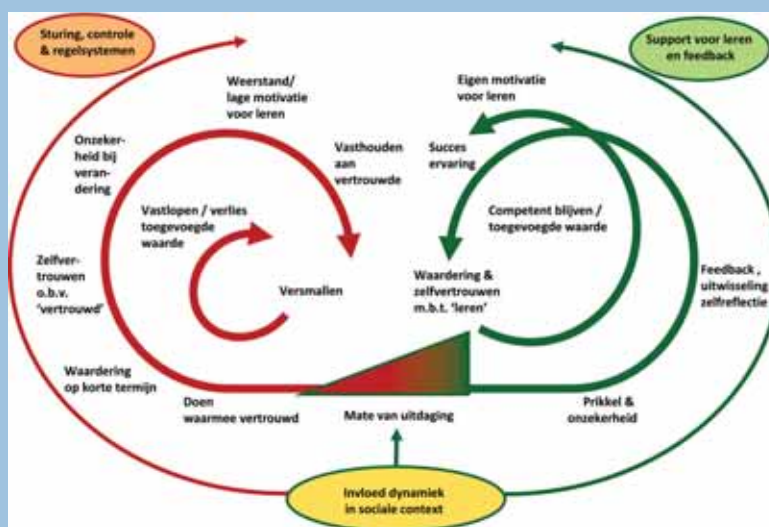 Sturing, controle
& regelsystemen
Support voor leren
en feedback
Weerstand/
lage motivatie
voor leren
Eigen motivatie
voor leren
Onzeker-
heid bij
veran-
dering
Vasthouden
aan
vertrouwde
Succes
ervaring
Vastlopen / verlies
toegevoegde
waarde
Competent blijven /
toegevoegde waarde
Zelfver-
trouwen
o.b.v.
‘vertrouwd’
Versmallen
Waardering &
zelfvertrouwen
m.b.t. ‘leren’
Feedback ,
uitwisseling
zelfreflectie
Waardering
op korte termijn
Doen
waarmee vertrouwd
Mate van uitdaging
Prikkel &
onzekerheid
Invloed dynamiek
in sociale context